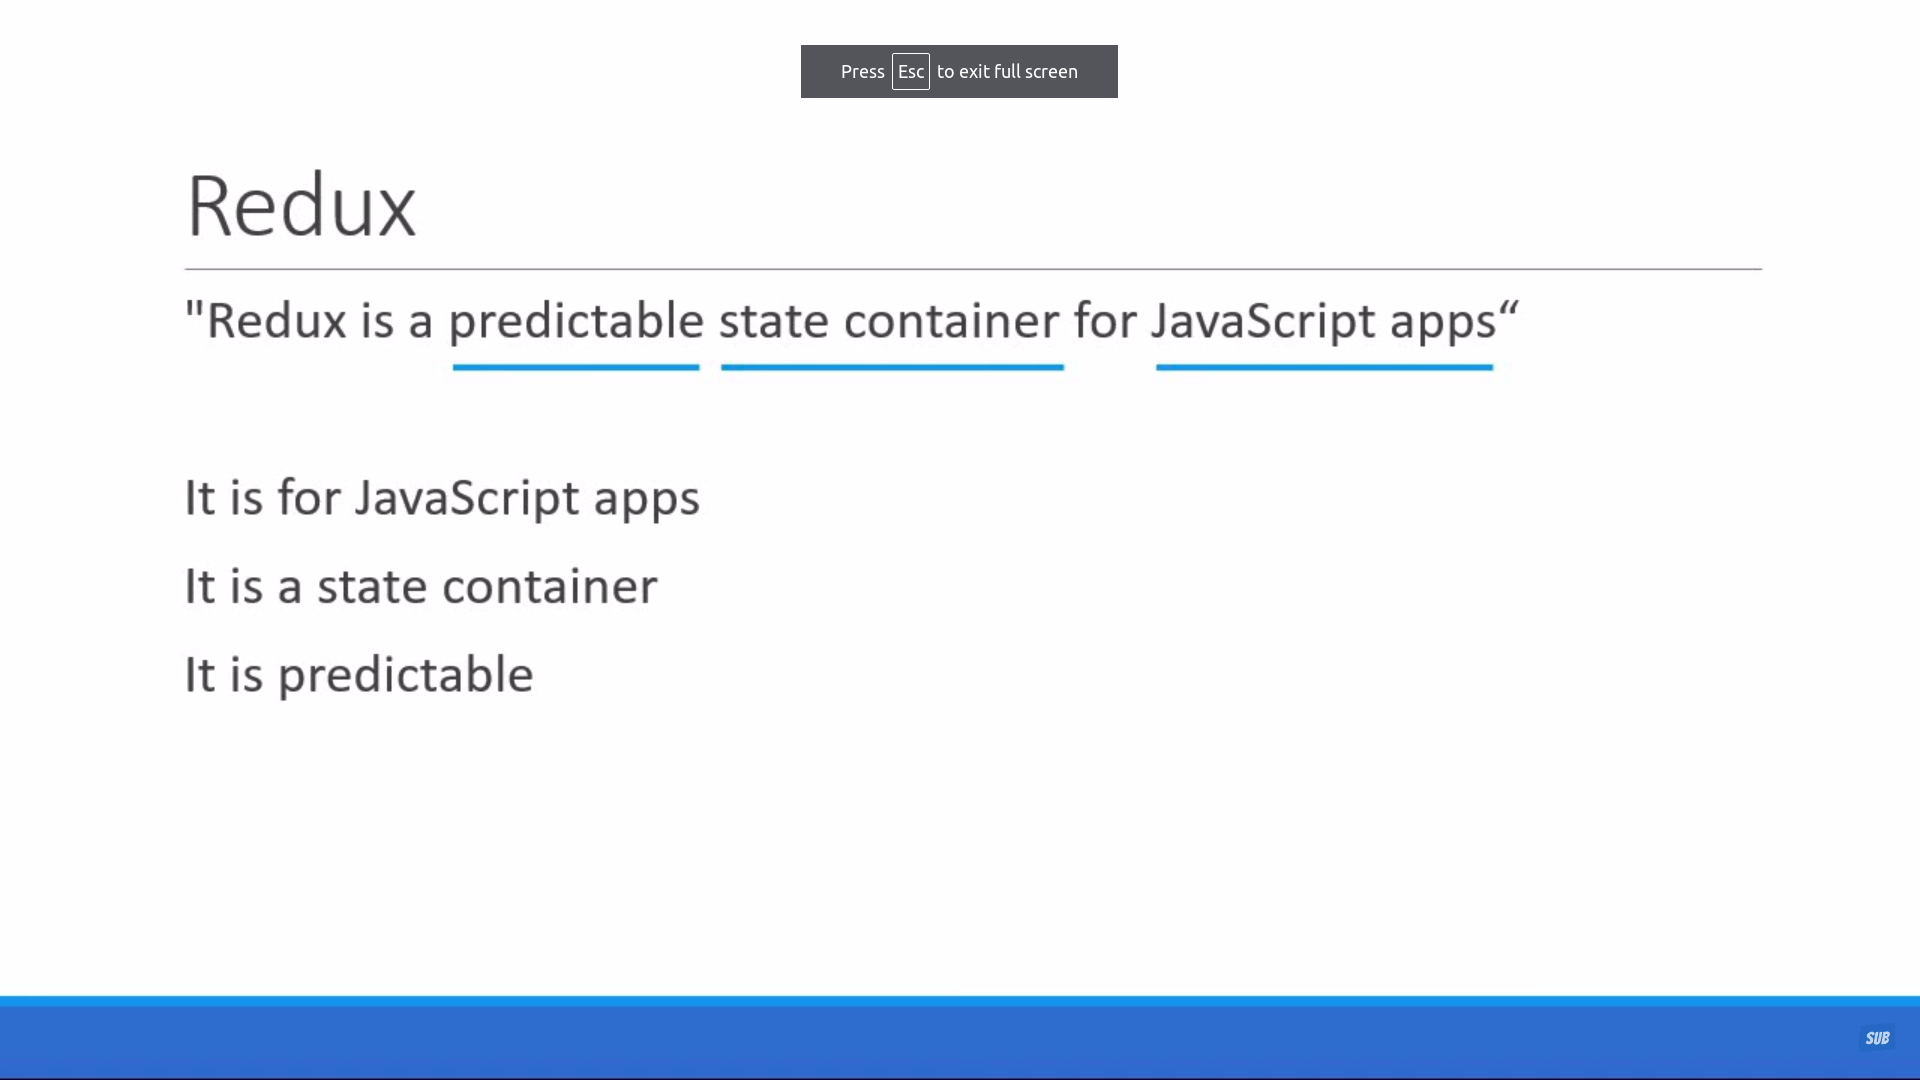 Press Esc to exit full screen
Redux
"Redux is a predictable state container for JavaScript apps“
It is for JavaScript apps
It is a state container
It is predictable
SUB